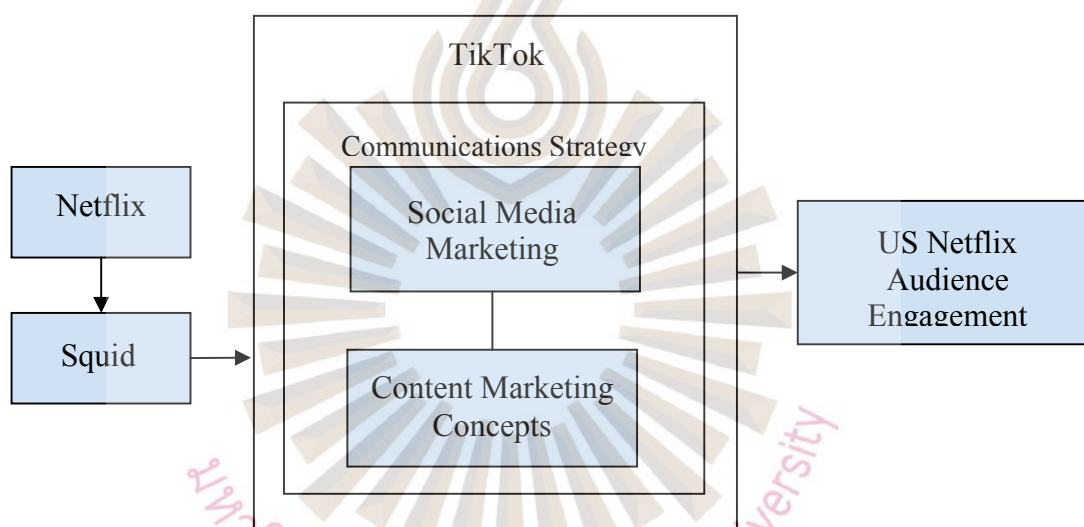 TikTok
Communications Strategy
Netflix
Social Media
Marketing
US Netflix
Audience
Engagement
Squid
Content Marketing
Concepts